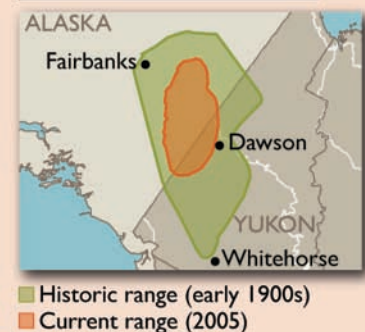 ALASKA
Fairbanks
Dawson
YUKON
Whitehorse
Historic range (early 1900s)
Current range (2005)